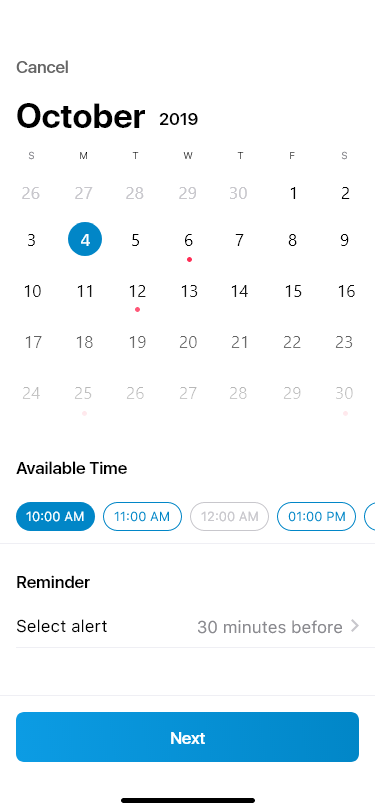 Cancel
October 2019
S M T W T F S
26 27 28 29 30 1 2
3 4 5 6 7 8 9
10 11 12 13 14 15 16
17 18 19 20 21 22 23
24 25 26 27 28 29 30
Available Time
10:00 AM 11:00 AM 12:00 AM 01:00 PM
Reminder
Select alert 30 minutes before
Next